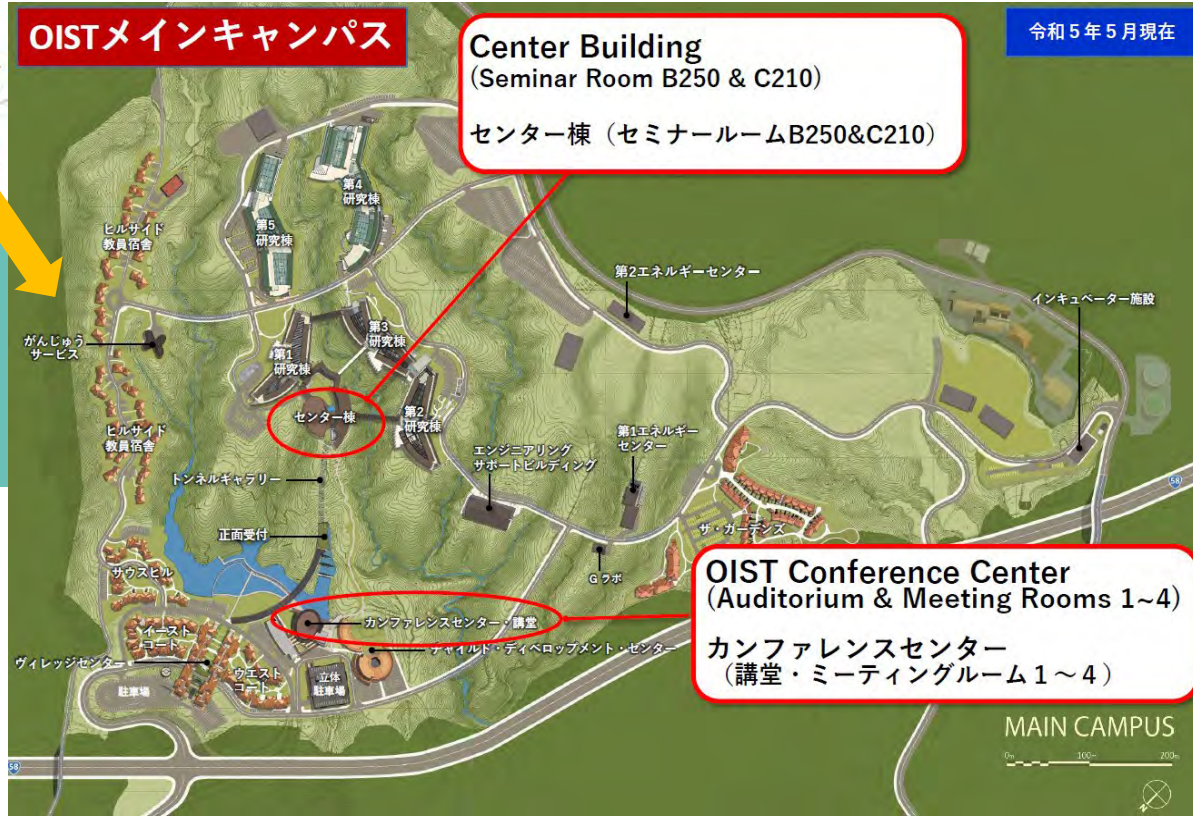 OISTメインキャンパス
Center Building
(Seminar Room B250 & C210)
センター棟（セミナールームB250&C210）
令和５年５月現在
第4
研究棟
第5
研究棟
ヒルサイド
教員宿舎
第2エネルギーセンター
インキュベーター施設
がんじゅう
サービス
第3
研究棟
第1
研究棟
センター棟
第2
研究棟
ヒルサイド
教員宿舎
エンジニアリング
サポートビルディング
第1エネルギー
センター
トンネルギャラリー
58
正面受付
ザ・ガーデンズ
Gラボ
サウスヒル
OIST Conference Center
(Auditorium & Meeting Rooms 1~4)
カンファレンスセンター
（講堂・ミーティングルーム１～４）
カンファレンスセンター・講堂
イースト
コート
チャイルド・ディベロップメント・センター
ヴィレッジセンター
ウエスト
コート
立体
駐車場
駐車場
MAIN CAMPUS
0m 100m 200m
58
N